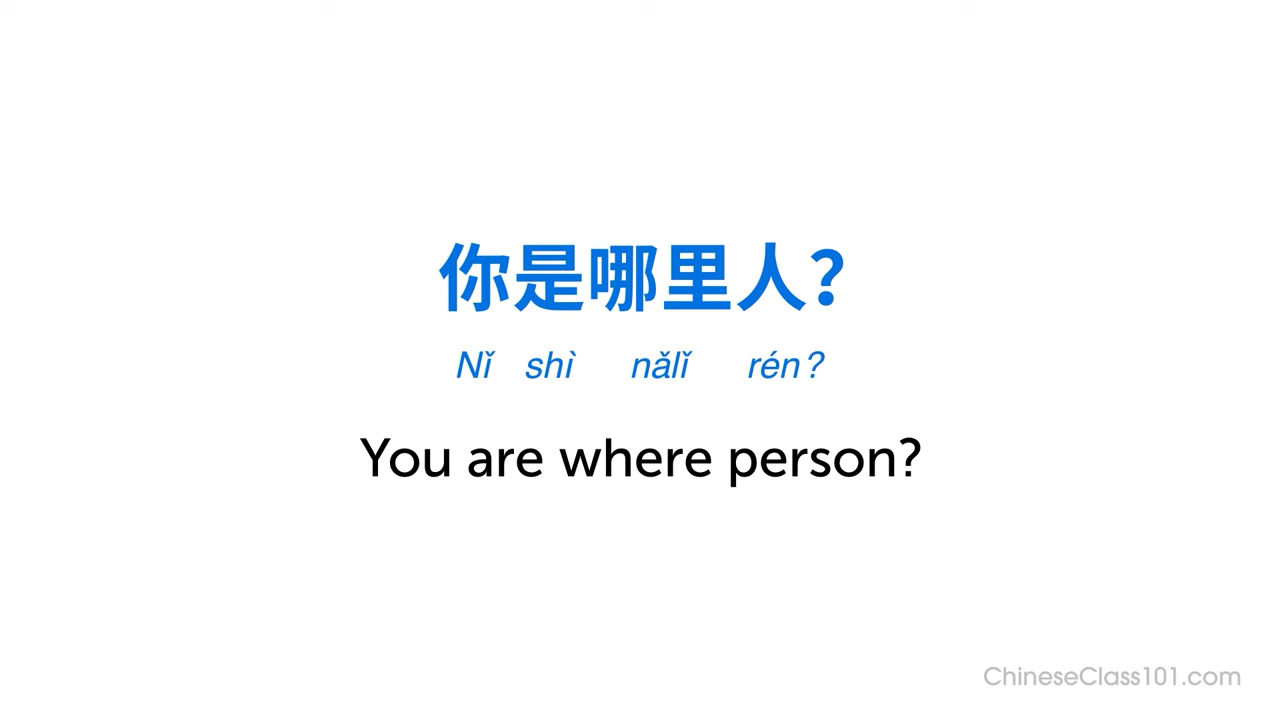 你是哪里人？
Nǐ shì nǎlǐ rén?
You are where person?
ChineseClass101.com